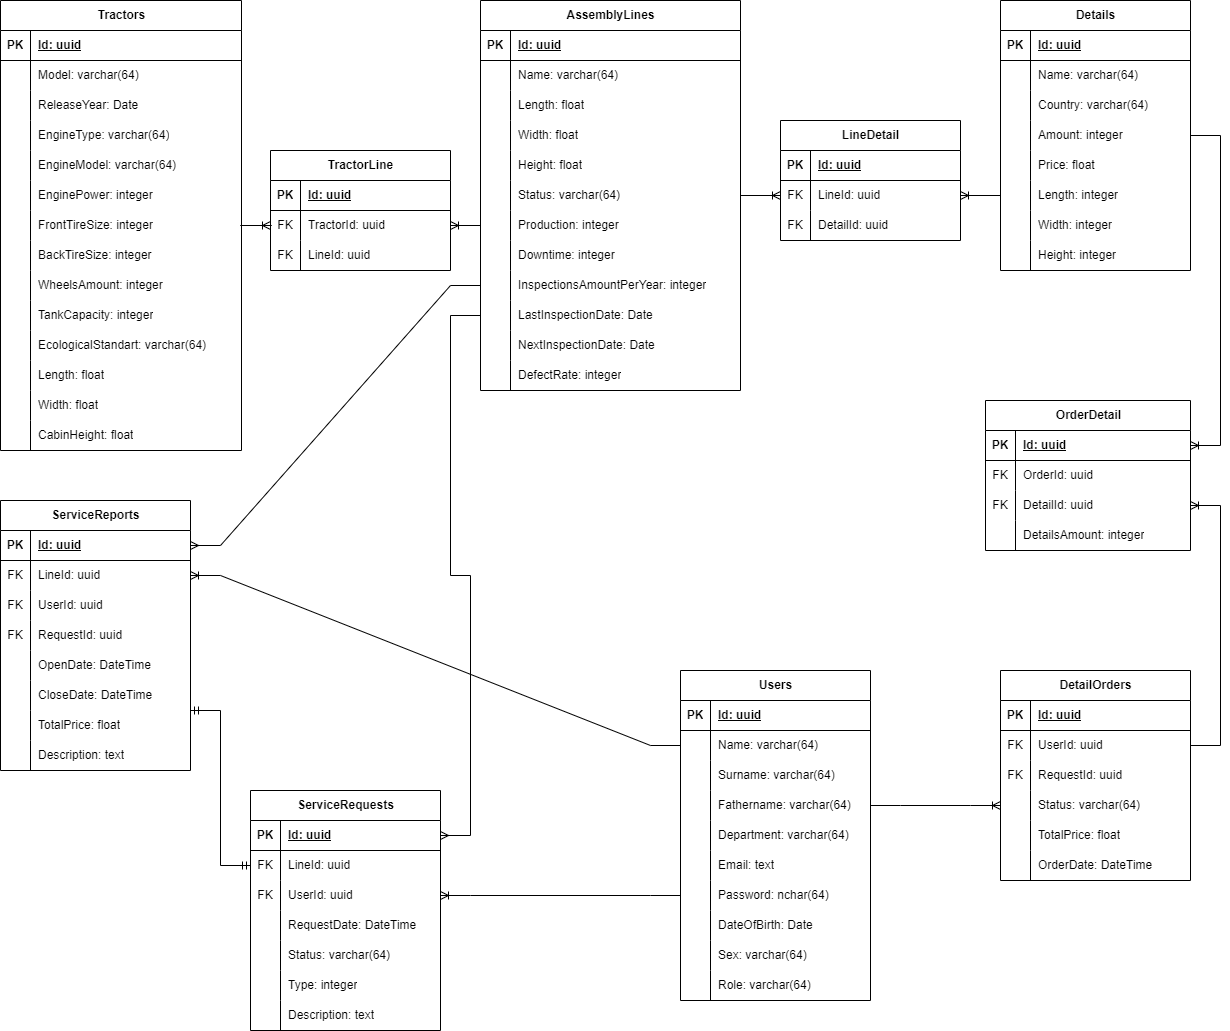 Tractors
PK Id: uuid
Model: varchar(64)
ReleaseYear: Date
EngineType: varchar(64)
EngineModel: varchar(64)
EnginePower: integer
FrontTireSize: integer
BackTireSize: integer
WheelsAmount: integer
TankCapacity: integer
EcologicalStandart: varchar(64)
Length: float
Width: float
CabinHeight: float
TractorLine
PK Id: uuid
FK TractorId: uuid
FK LineId: uuid
AssemblyLines
PK Id: uuid
Name: varchar(64)
Length: float
Width: float
Height: float
Status: varchar(64)
Production: integer
Downtime: integer
InspectionsAmountPerYear: integer
LastInspectionDate: Date
NextInspectionDate: Date
DefectRate: integer
LineDetail
PK Id: uuid
FK LineId: uuid
FK DetailId: uuid
Details
PK Id: uuid
Name: varchar(64)
Country: varchar(64)
Amount: integer
Price: float
Length: integer
Width: integer
Height: integer
OrderDetail
PK Id: uuid
FK OrderId: uuid
FK DetailId: uuid
DetailsAmount: integer
ServiceReports
PK Id: uuid
FK LineId: uuid
FK UserId: uuid
FK RequestId: uuid
OpenDate: DateTime
CloseDate: DateTime
TotalPrice: float
Description: text
ServiceRequests
PK Id: uuid
FK LineId: uuid
FK UserId: uuid
RequestDate: DateTime
Status: varchar(64)
Type: integer
Description: text
Users
PK Id: uuid
Name: varchar(64)
Surname: varchar(64)
Fathername: varchar(64)
Department: varchar(64)
Email: text
Password: nchar(64)
DateOfBirth: Date
Sex: varchar(64)
Role: varchar(64)
DetailOrders
PK Id: uuid
FK UserId: uuid
FK RequestId: uuid
Status: varchar(64)
TotalPrice: float
OrderDate: DateTime